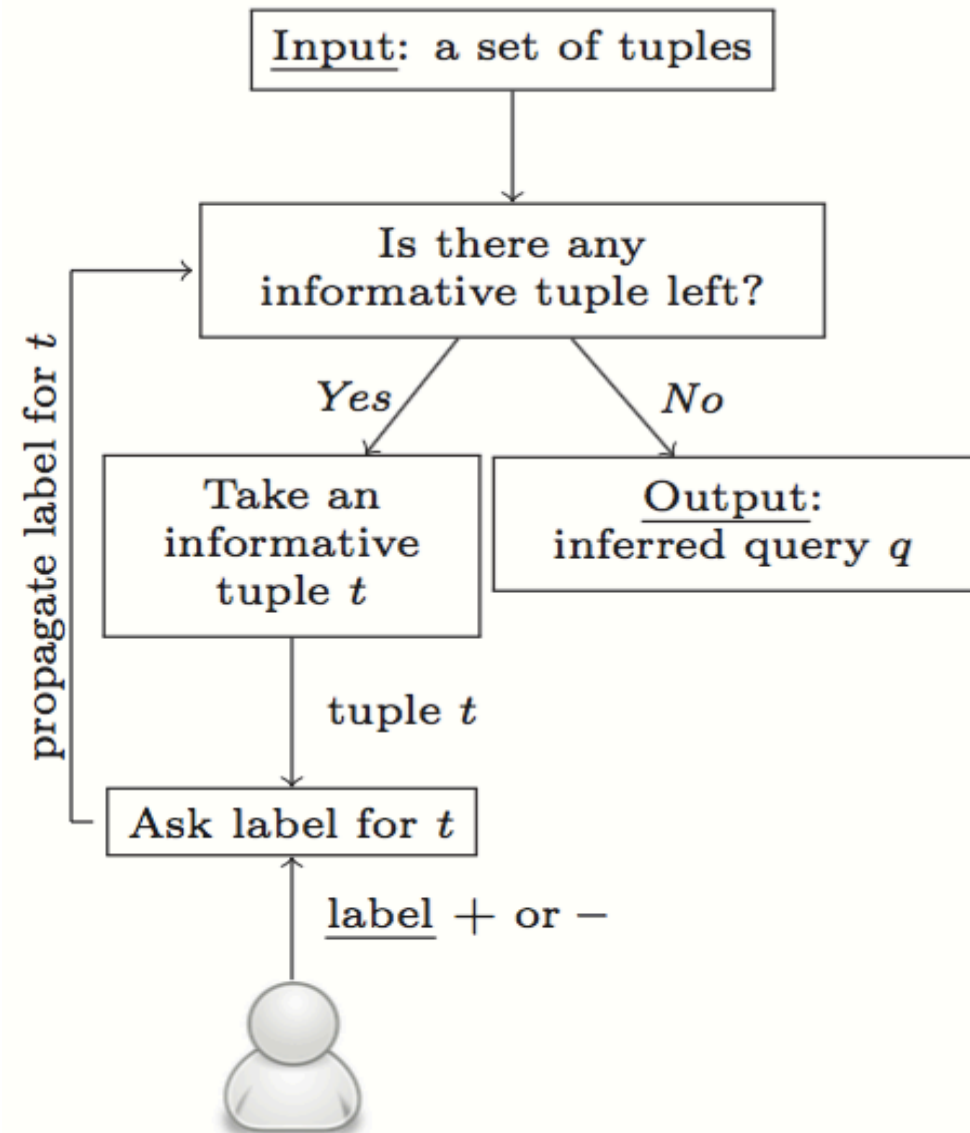 Input: a set of tuples
Is there any
informative tuple left?
Yes
No
propagate label for t
Take an
informative
tuple t
Output:
inferred query q
tuple t
Ask label for t
label + or −